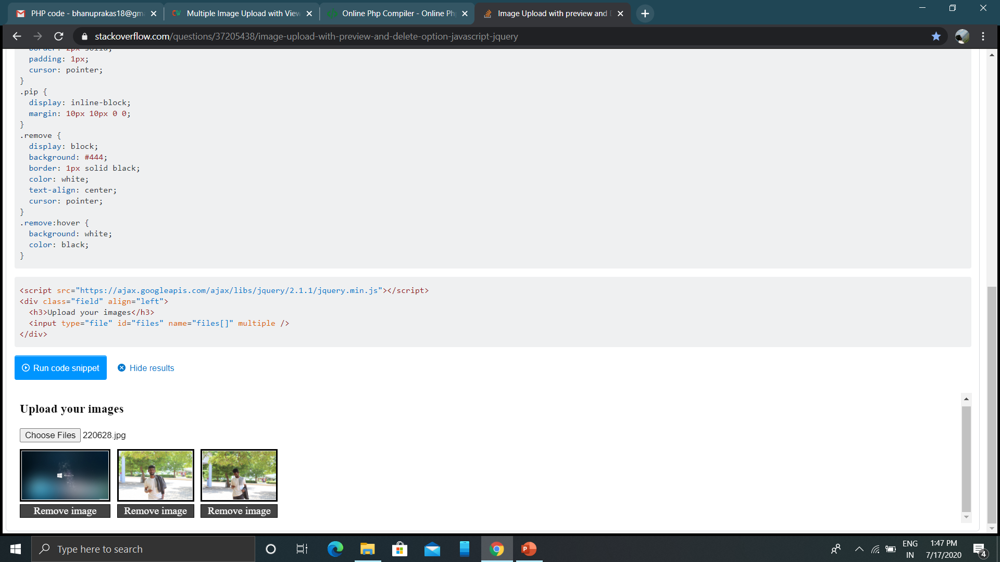 PHP code - bhanuprakas18@gm
Multiple Image Upload with View
Online Php Compiler - Online Ph
Image Upload with preview and
stackoverflow.com/questions/37205438/image-upload-with-preview-and-delete-option-javascript-jquery
border: 2px solid;
padding: 1px;
cursor: pointer;
}
.pip {
display: inline-block;
margin: 10px 10px 0 0;
}
.remove {
display: block;
background: #444;
border: 1px solid black;
color: white;
text-align: center;
cursor: pointer;
}
.remove:hover {
background: white;
color: black;
}
<script src="https://ajax.googleapis.com/ajax/libs/jquery/2.1.1/jquery.min.js"></script>
<div class="field" align="left">
<h3>Upload your images</h3>
<input type="file" id="files" name="files[]" multiple />
</div>
Run code snippet
Hide results
Upload your images
Choose Files 220628.jpg
Remove image
Remove image
Remove image
Type here to search
ENG
IN
1:47 PM
7/17/2020
4